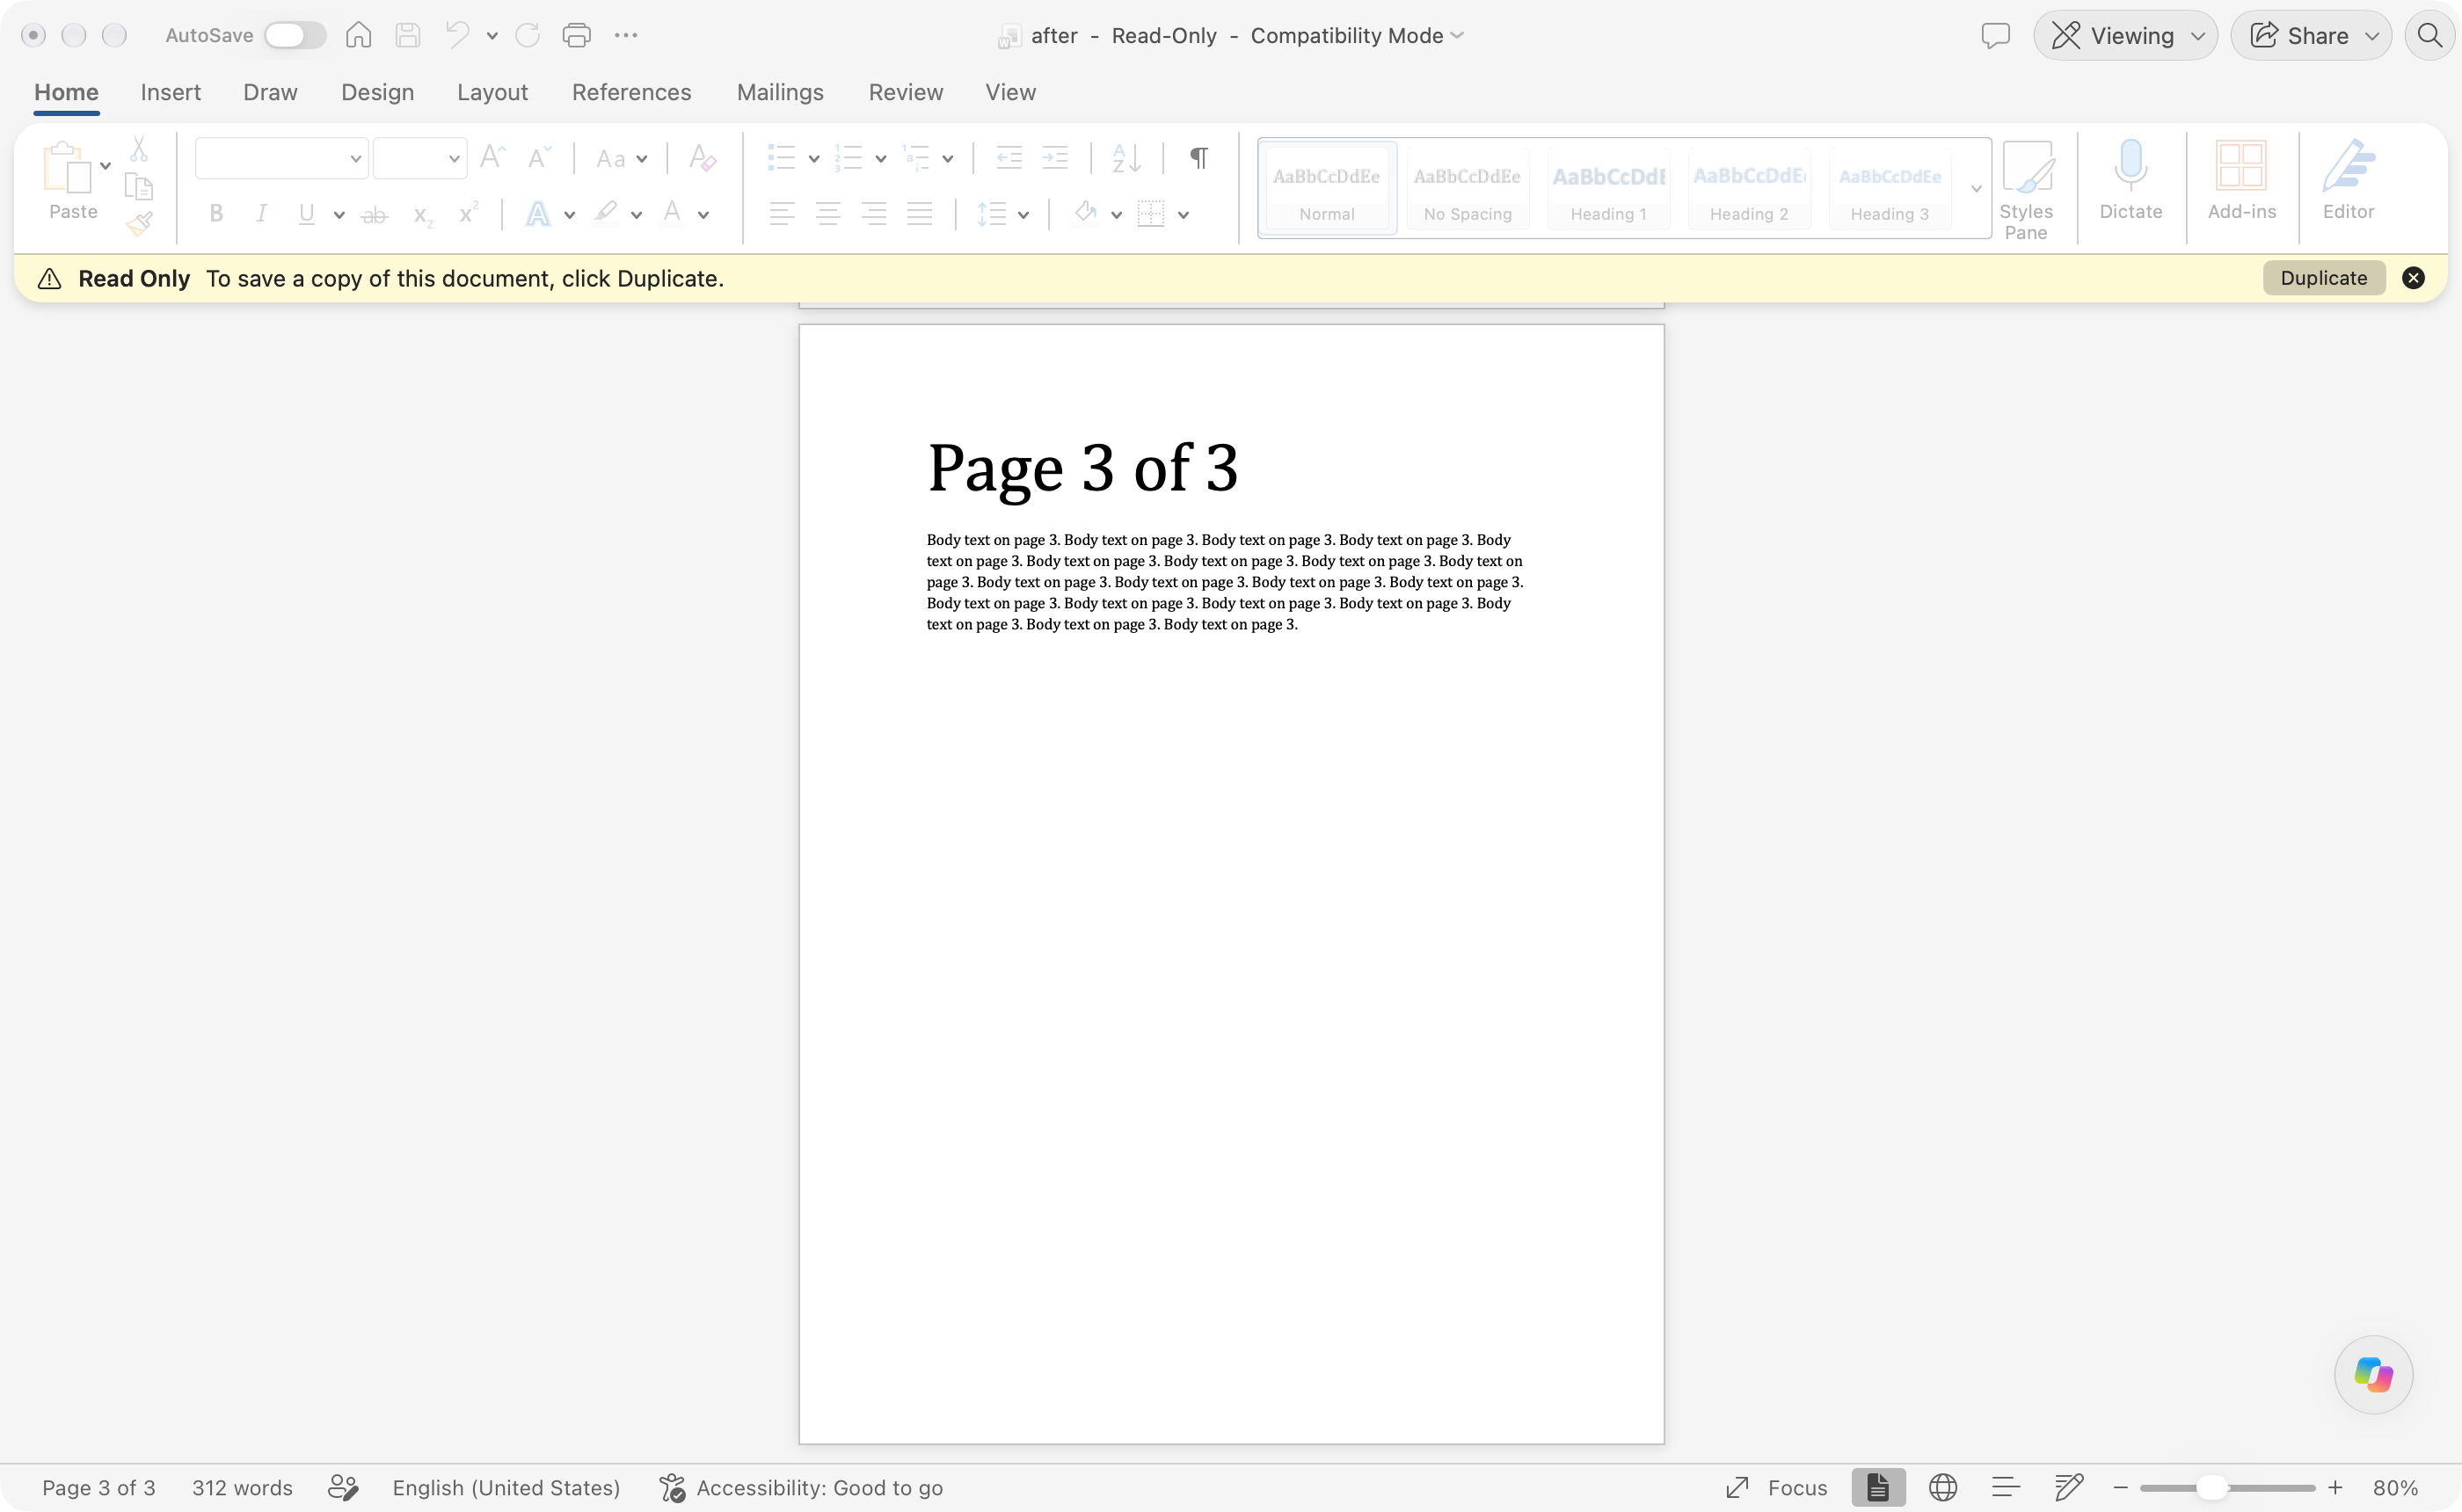 AutoSave
after - Read-Only - Compatibility Mode
Viewing
Share
Home Insert Draw Design Layout References Mailings Review View
Paste
Aa
B I U ab x₂ x² A A
AaBbCcDdEe
Normal
AaBbCcDdEe
No Spacing
AaBbCcDdE
Heading 1
AaBbCcDdE
Heading 2
AaBbCcDdEe
Heading 3
Styles
Pane
Dictate
Add-ins
Editor
Read Only To save a copy of this document, click Duplicate.
Duplicate
Page 3 of 3
Body text on page 3. Body text on page 3. Body text on page 3. Body text on page 3. Body
text on page 3. Body text on page 3. Body text on page 3. Body text on page 3. Body text on
page 3. Body text on page 3. Body text on page 3. Body text on page 3. Body text on page 3.
Body text on page 3. Body text on page 3. Body text on page 3. Body text on page 3. Body
text on page 3. Body text on page 3. Body text on page 3.
Page 3 of 3 312 words English (United States) Accessibility: Good to go Focus 80%